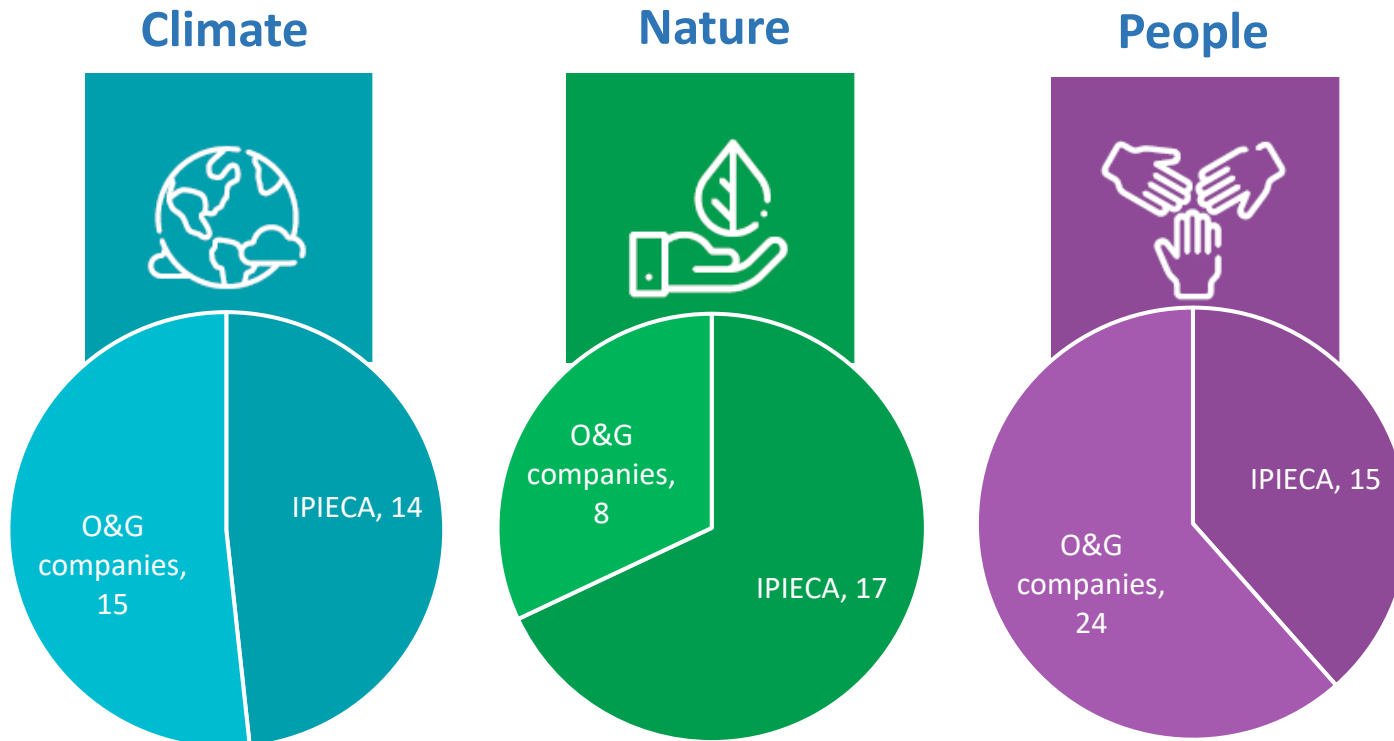 Climate
Nature
People
O&G
companies,
15
IPIECA, 14
O&G
companies,
8
IPIECA, 17
O&G
companies,
24
IPIECA, 15